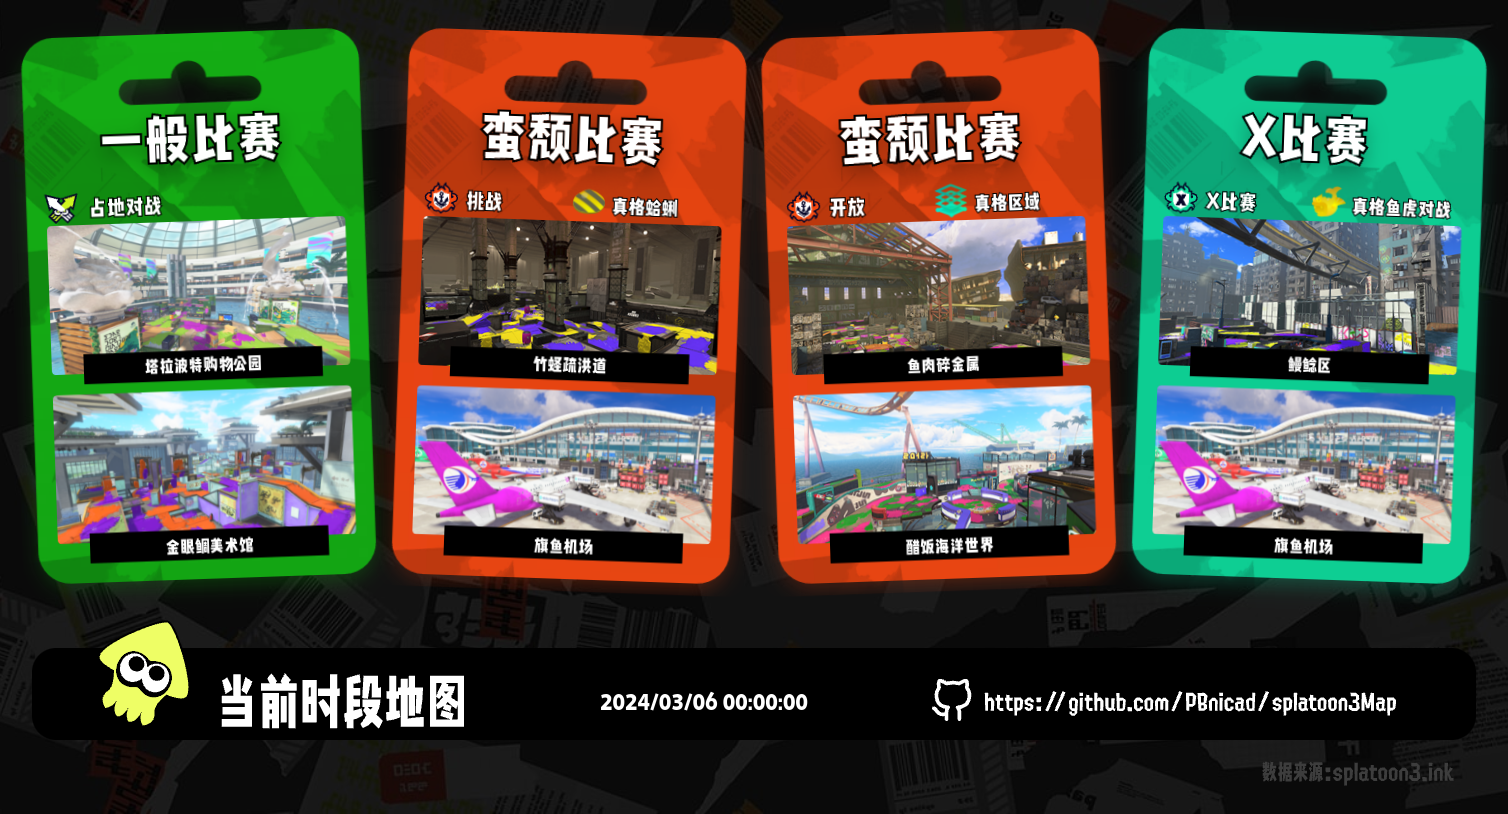 一般比赛
占地对战
塔拉波特购物公园
金眼鲷美术馆
蛮颓比赛
挑战
真格蛤蜊
竹蛏疏洪道
旗鱼机场
蛮颓比赛
开放
真格区域
鱼肉碎金属
醋饭海洋世界
X比赛
X比赛
真格鱼虎对战
鳗鲶区
旗鱼机场
当前时段地图
2024/03/06 00:00:00
https://github.com/PBnicad/splatoon3Map
数据来源:splatoon3.ink